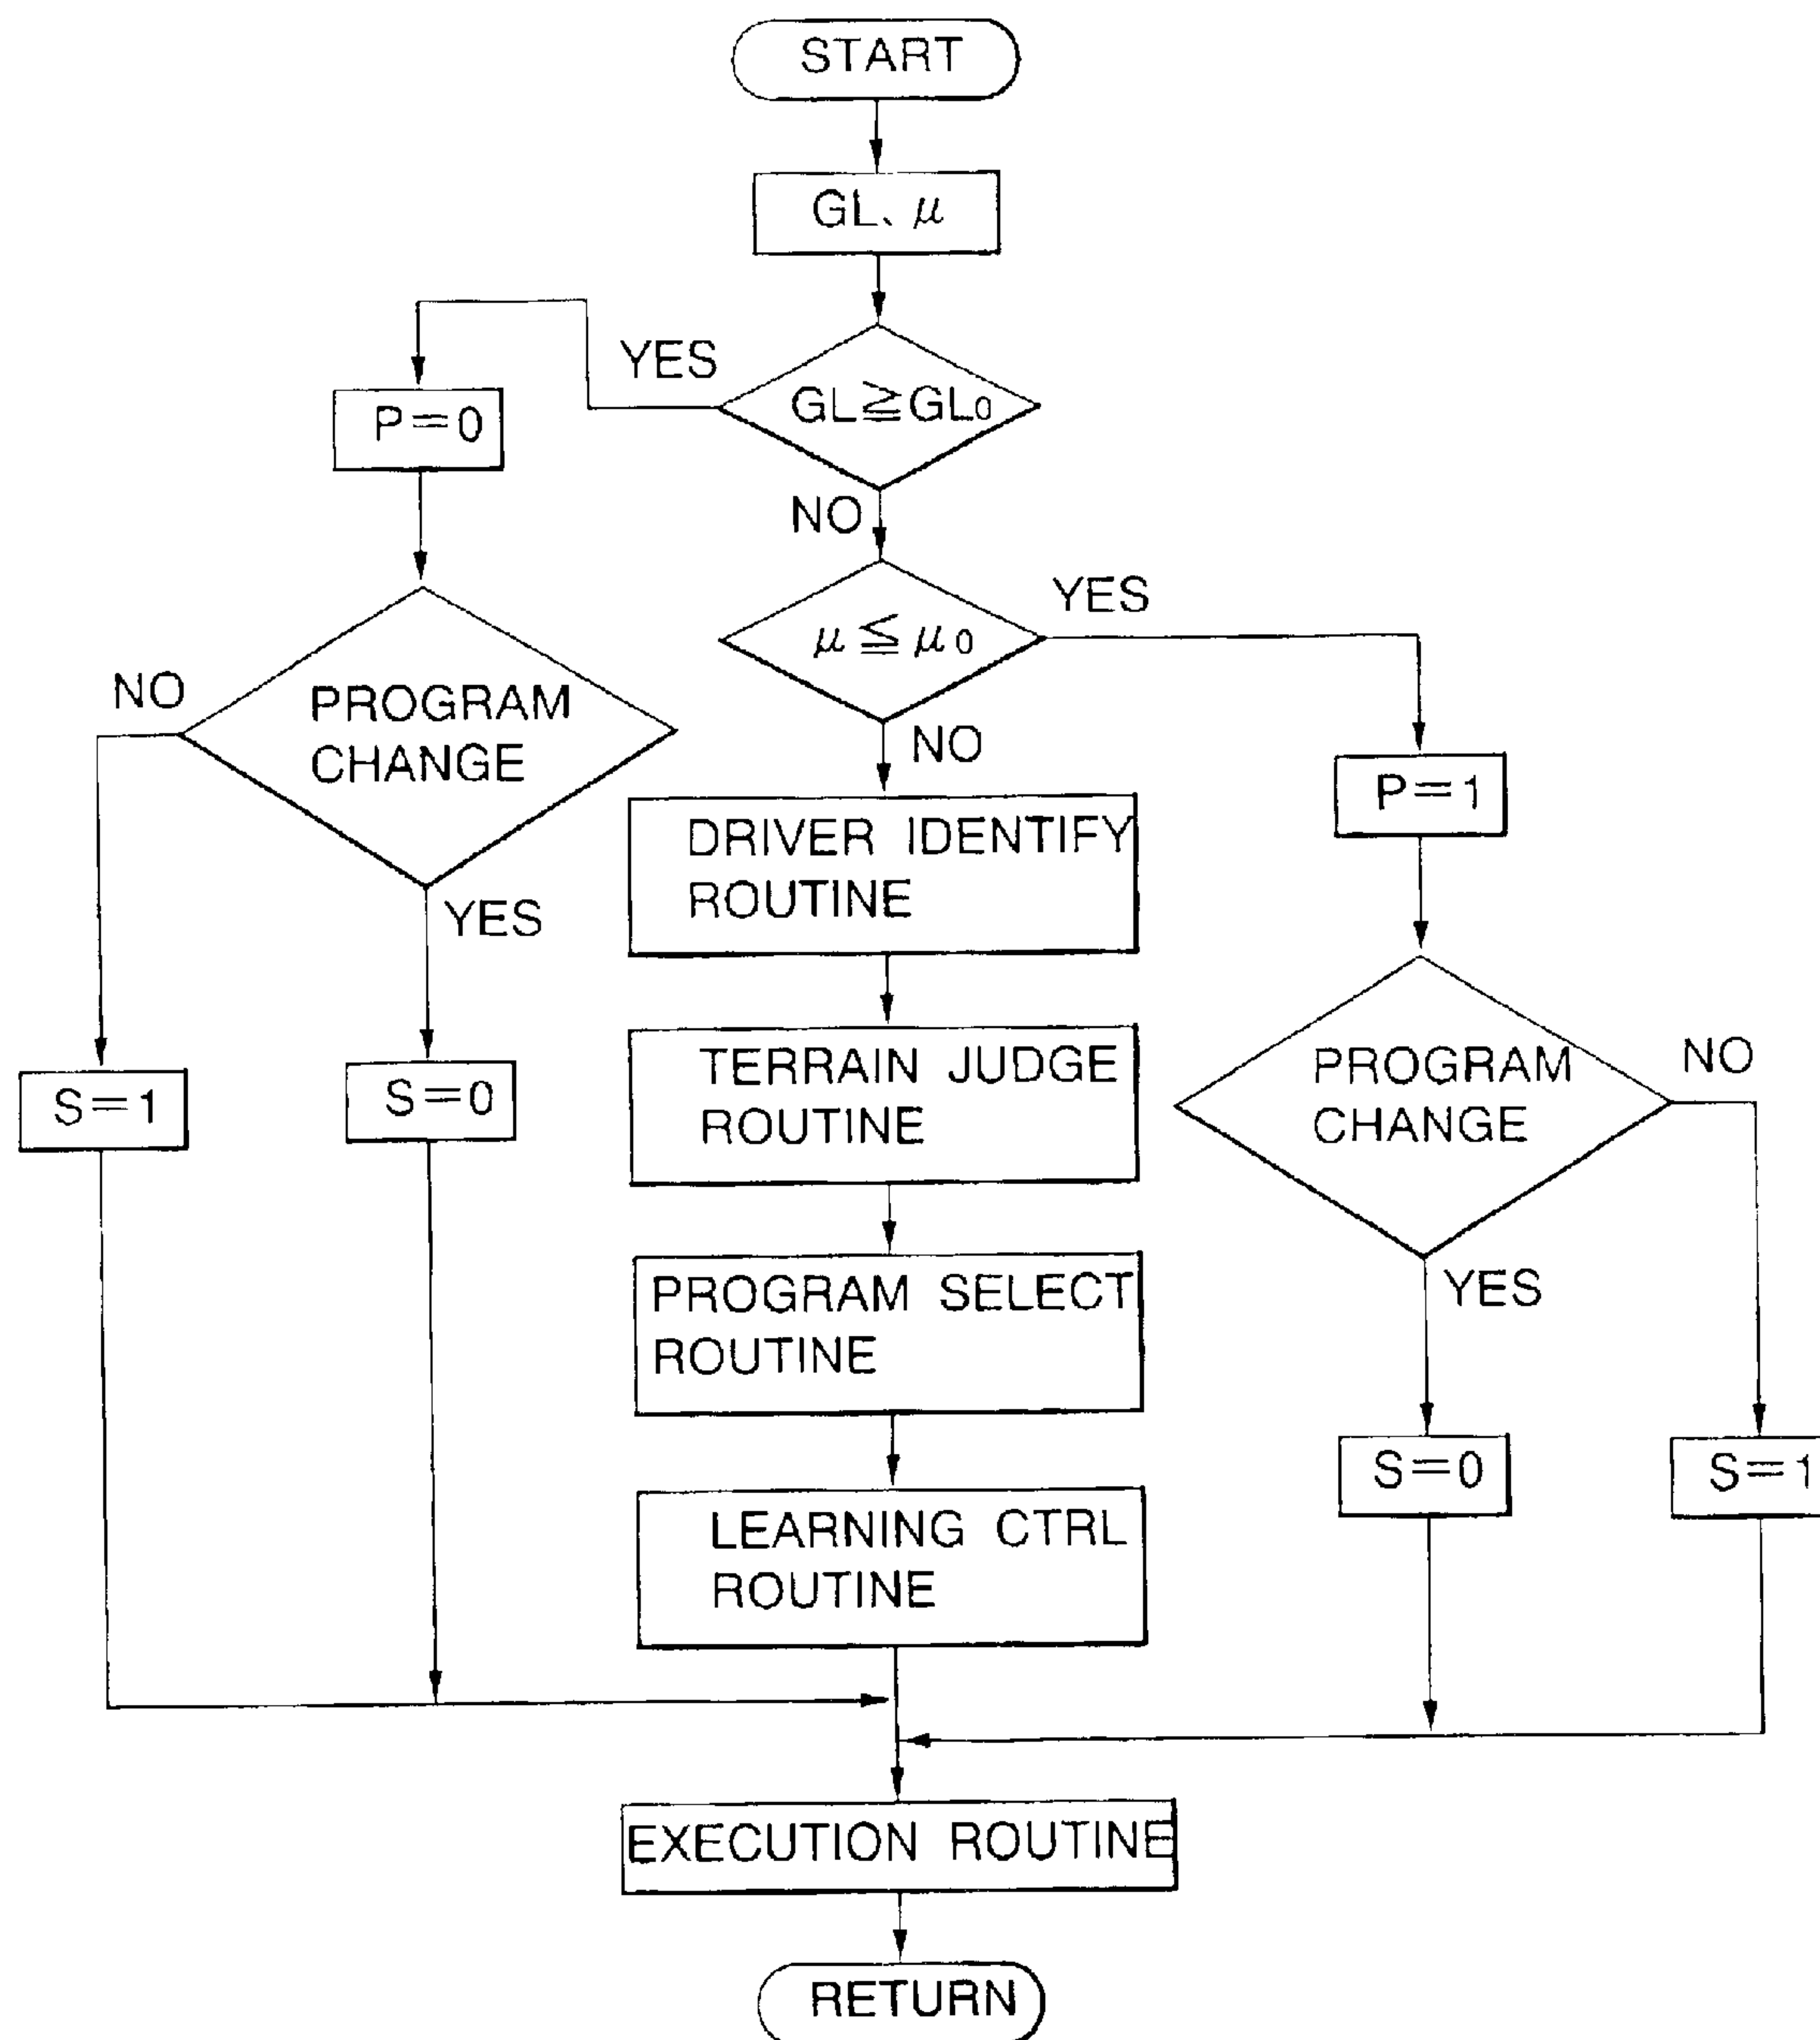 START
GL、μ
YES
GL≧GL₀
P=0
NO
μ≦μ₀
YES
NO
PROGRAM
CHANGE
NO
P=1
DRIVER IDENTIFY
ROUTINE
YES
TERRAIN JUDGE
ROUTINE
PROGRAM
CHANGE
NO
S=1
S=0
PROGRAM SELECT
ROUTINE
YES
S=0
S=1
LEARNING CTRL
ROUTINE
EXECUTION ROUTINE
RETURN